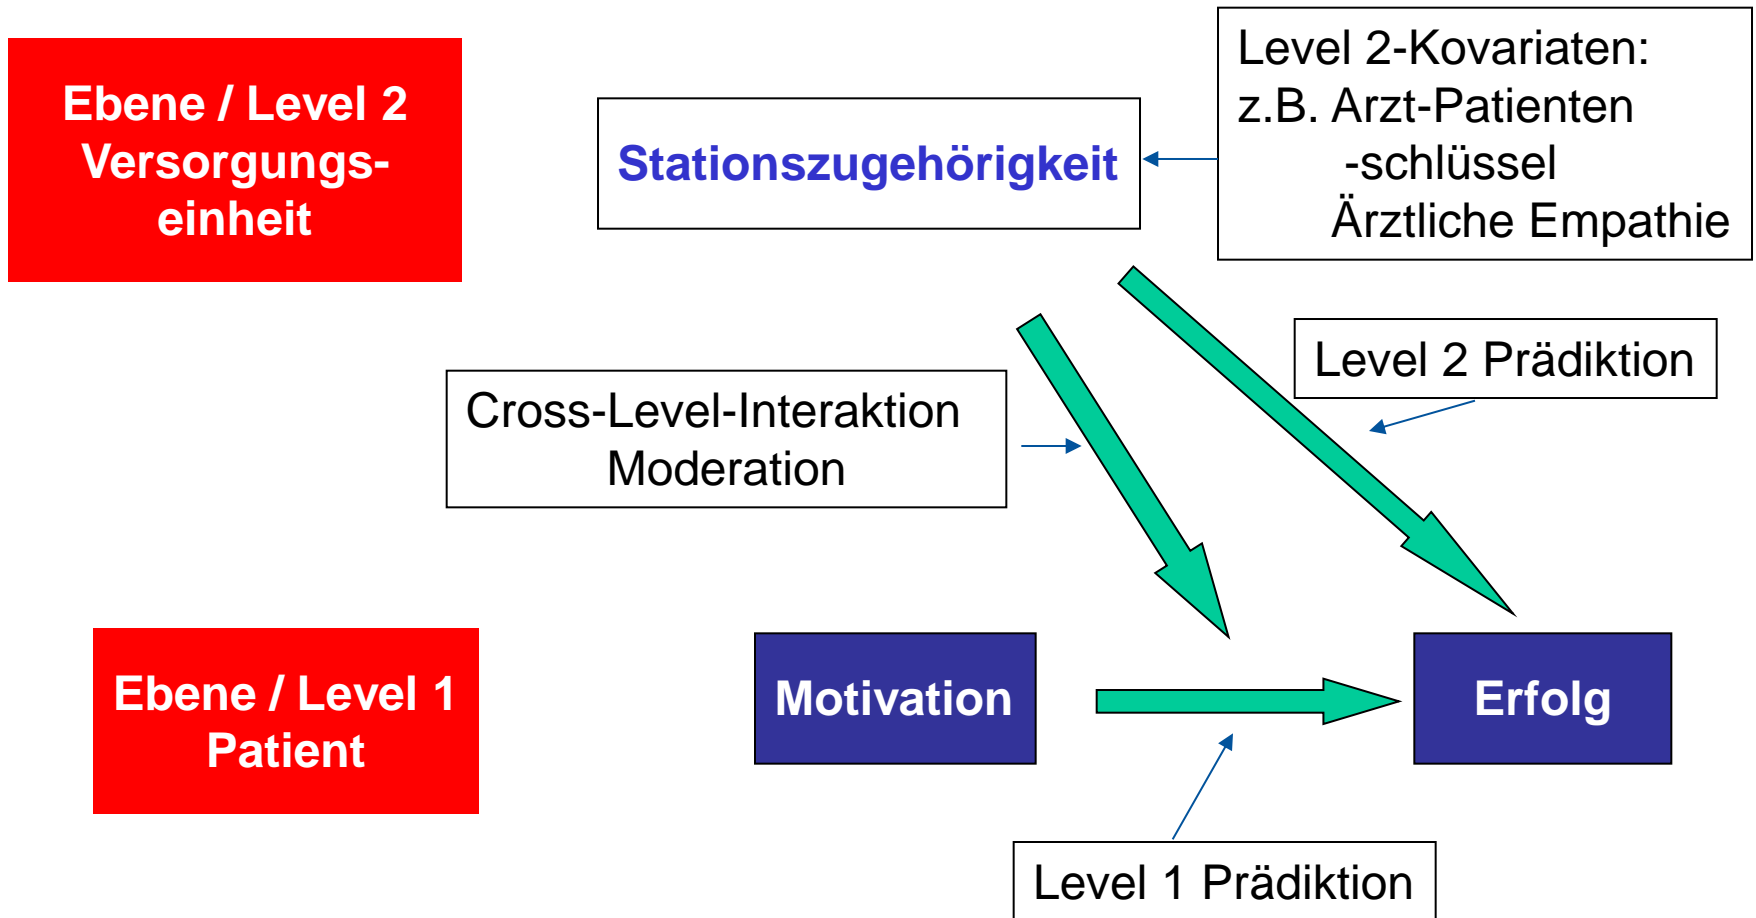 Ebene / Level 2
Versorgungs-
einheit
Stationszugehörigkeit
Level 2-Kovariaten:
z.B. Arzt-Patienten
-schlüssel
Ärztliche Empathie
Level 2 Prädiktion
Cross-Level-Interaktion
Moderation
Ebene / Level 1
Patient
Motivation
Erfolg
Level 1 Prädiktion